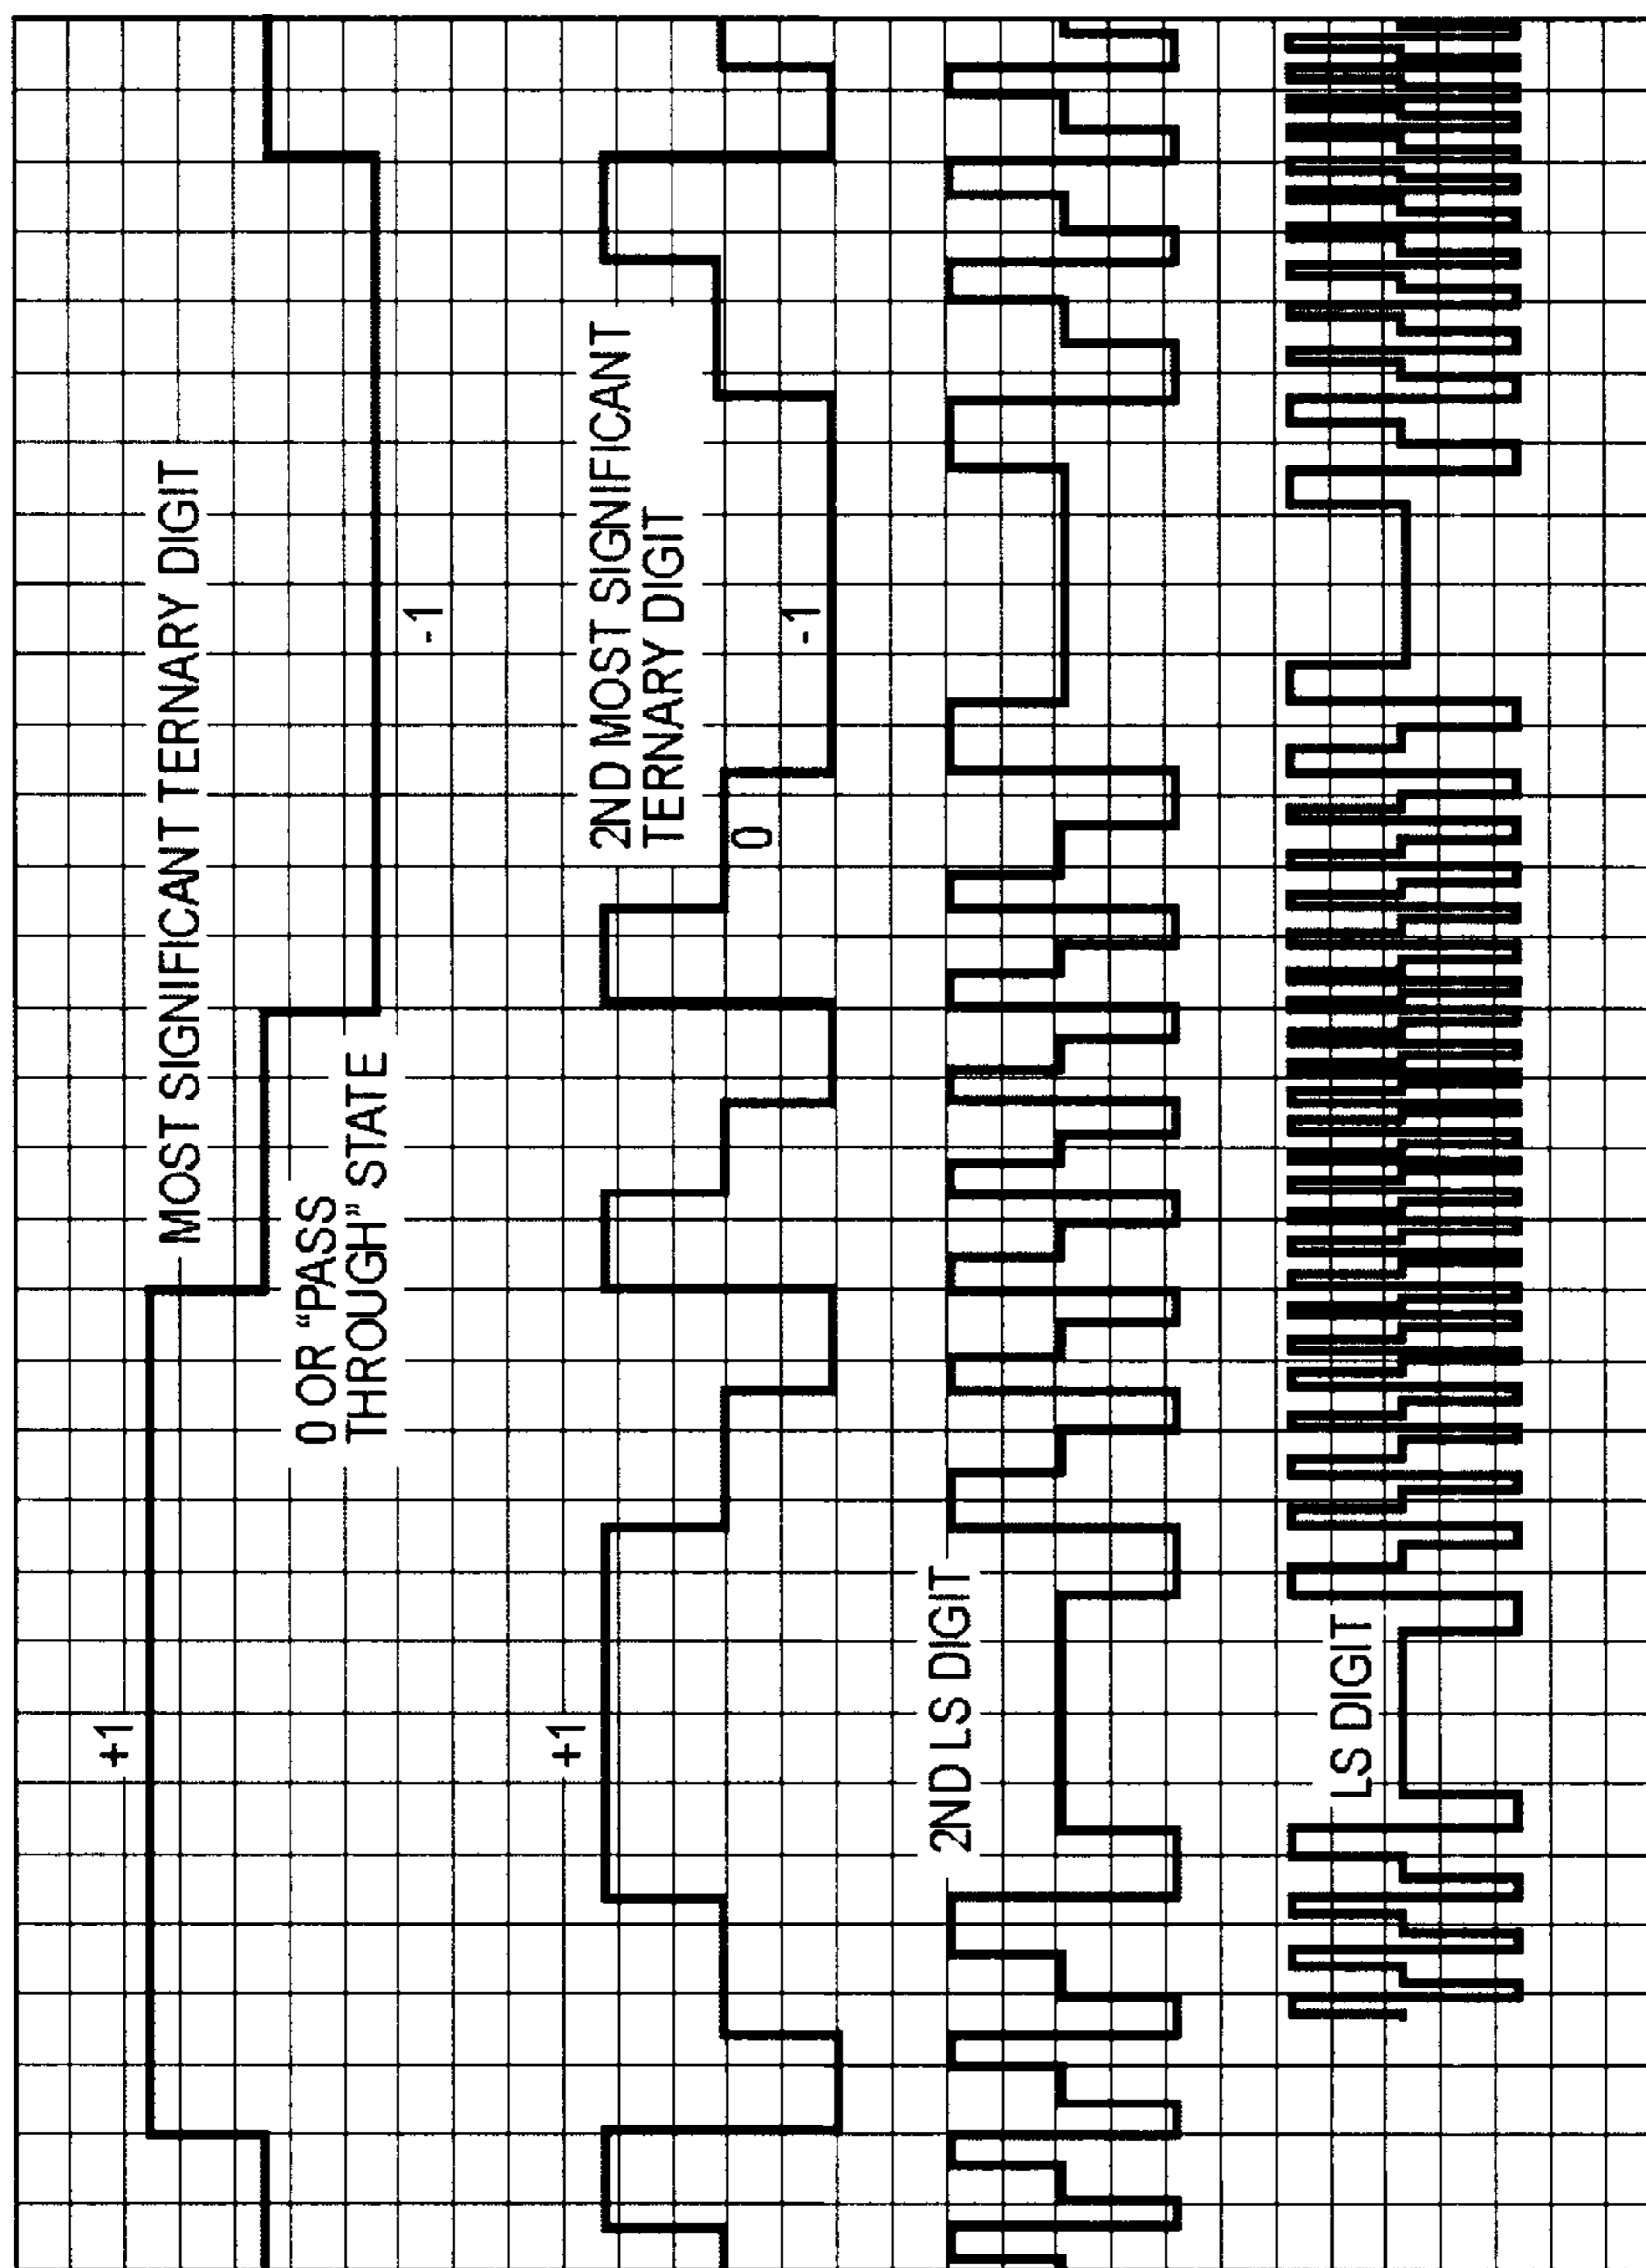 MOST SIGNIFICANT TERNARY DIGIT
+1
0 OR "PASS
THROUGH" STATE
-1
2ND MOST SIGNIFICANT
TERNARY DIGIT
+1
0
-1
2ND LS DIGIT
LS DIGIT